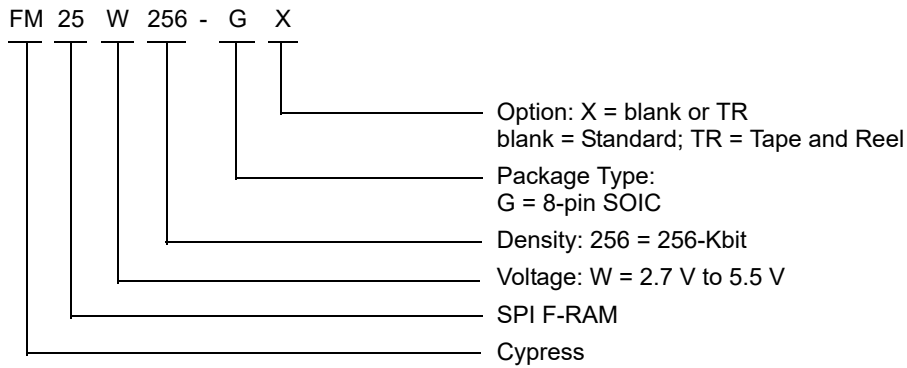 FM 25 W 256 - G X
Option: X = blank or TR
blank = Standard; TR = Tape and Reel
Package Type:
G = 8-pin SOIC
Density: 256 = 256-Kbit
Voltage: W = 2.7 V to 5.5 V
SPI F-RAM
Cypress